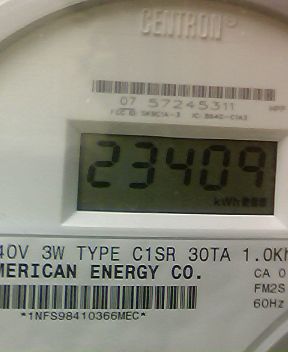 CENTRON®
07 57245311
23409
kWh
40V 3W TYPE C1SR 30TA 1.0Kh
MERICAN ENERGY CO.
CA 0
FM2S
60Hz
*1NFS98410366MEC*